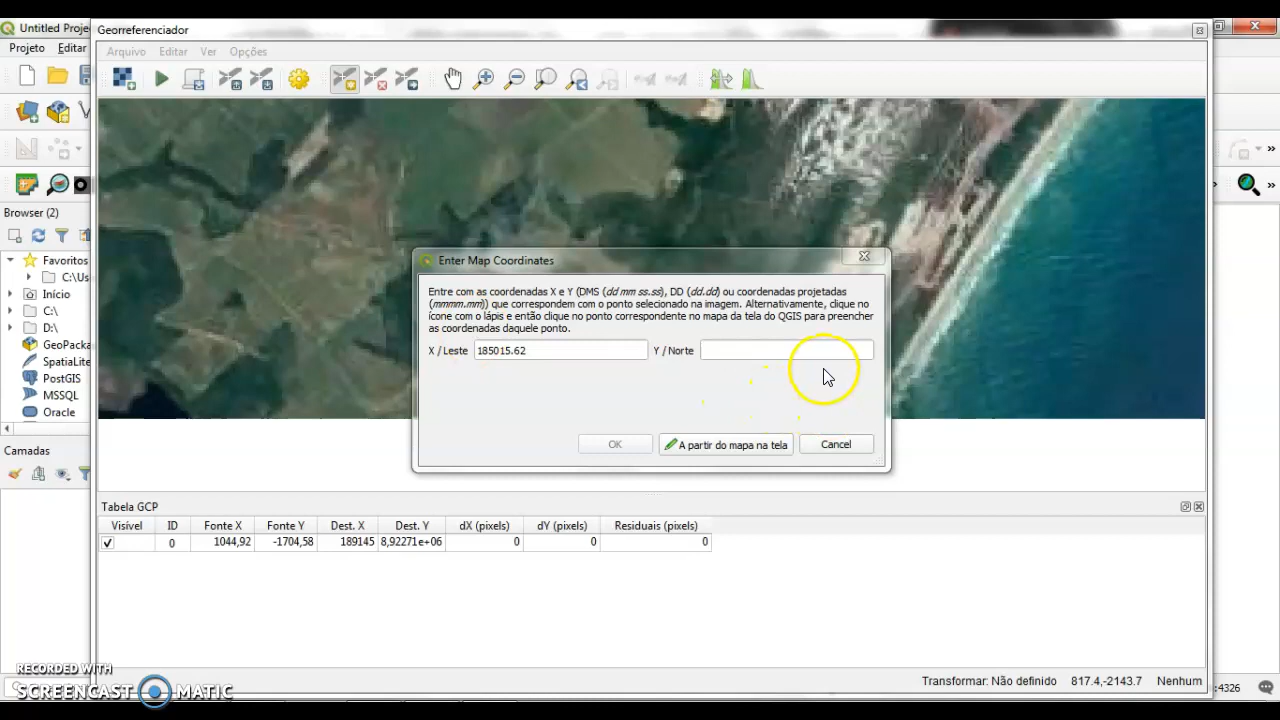 Untitled Proje
Georreferenciador
Projeto Editar
Arquivo Editar Ver Opções
Browser (2)
Favoritos
C:\Us
Início
C:\
D:\
GeoPacka
SpatiaLite
PostGIS
MSSQL
Oracle
Camadas
Enter Map Coordinates
Entre com as coordenadas X e Y (DMS (dd mm ss.ss), DD (dd.dd) ou coordenadas projetadas
(mmmm.mm)) que correspondem com o ponto selecionado na imagem. Alternativamente, clique no
ícone com o lápis e então clique no ponto correspondente no mapa da tela do QGIS para preencher
as coordenadas daquele ponto.
X / Leste 185015.62 Y / Norte
OK A partir do mapa na tela Cancel
Tabela GCP
Visível ID Fonte X Fonte Y Dest. X Dest. Y dX (pixels) dY (pixels) Residuais (pixels)
0 1044,92 -1704,58 189145 8,92271e+06 0 0 0
Transformar: Não definido 817.4,-2143.7 Nenhum
:4326
RECORDED WITH
SCREENCAST MATIC